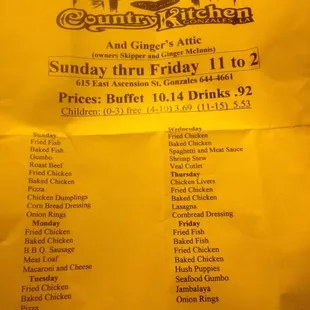 Country Kitchen
GONZALES, LA
And Ginger's Attic
(owners Skipper and Ginger McInnis)
Sunday thru Friday 11 to 2
615 East Ascension St, Gonzales 644-4661
Prices: Buffet 10.14 Drinks .92
Children: (0-3) free (4-10) 3.69 (11-15) 5.53
Sunday
Fried Fish
Baked Fish
Gumbo
Roast Beef
Fried Chicken
Baked Chicken
Pizza
Chicken Dumplings
Corn Bread Dressing
Onion Rings
Monday
Fried Chicken
Baked Chicken
B.B.Q. Sausage
Meat Loaf
Macaroni and Cheese
Tuesday
Fried Chicken
Baked Chicken
Pizza
Wednesday
Fried Chicken
Baked Chicken
Spaghetti and Meat Sauce
Shrimp Stew
Veal Cutlet
Thursday
Chicken Livers
Fried Chicken
Baked Chicken
Lasagna
Cornbread Dressing
Friday
Fried Fish
Baked Fish
Fried Chicken
Baked Chicken
Hush Puppies
Seafood Gumbo
Jambalaya
Onion Rings